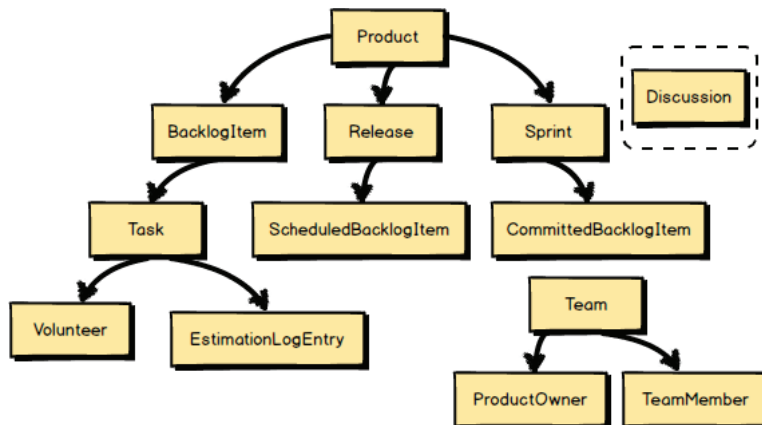 Product
Discussion
BacklogItem
Release
Sprint
Task
ScheduledBacklogItem
CommittedBacklogItem
Volunteer
EstimationLogEntry
Team
ProductOwner
TeamMember